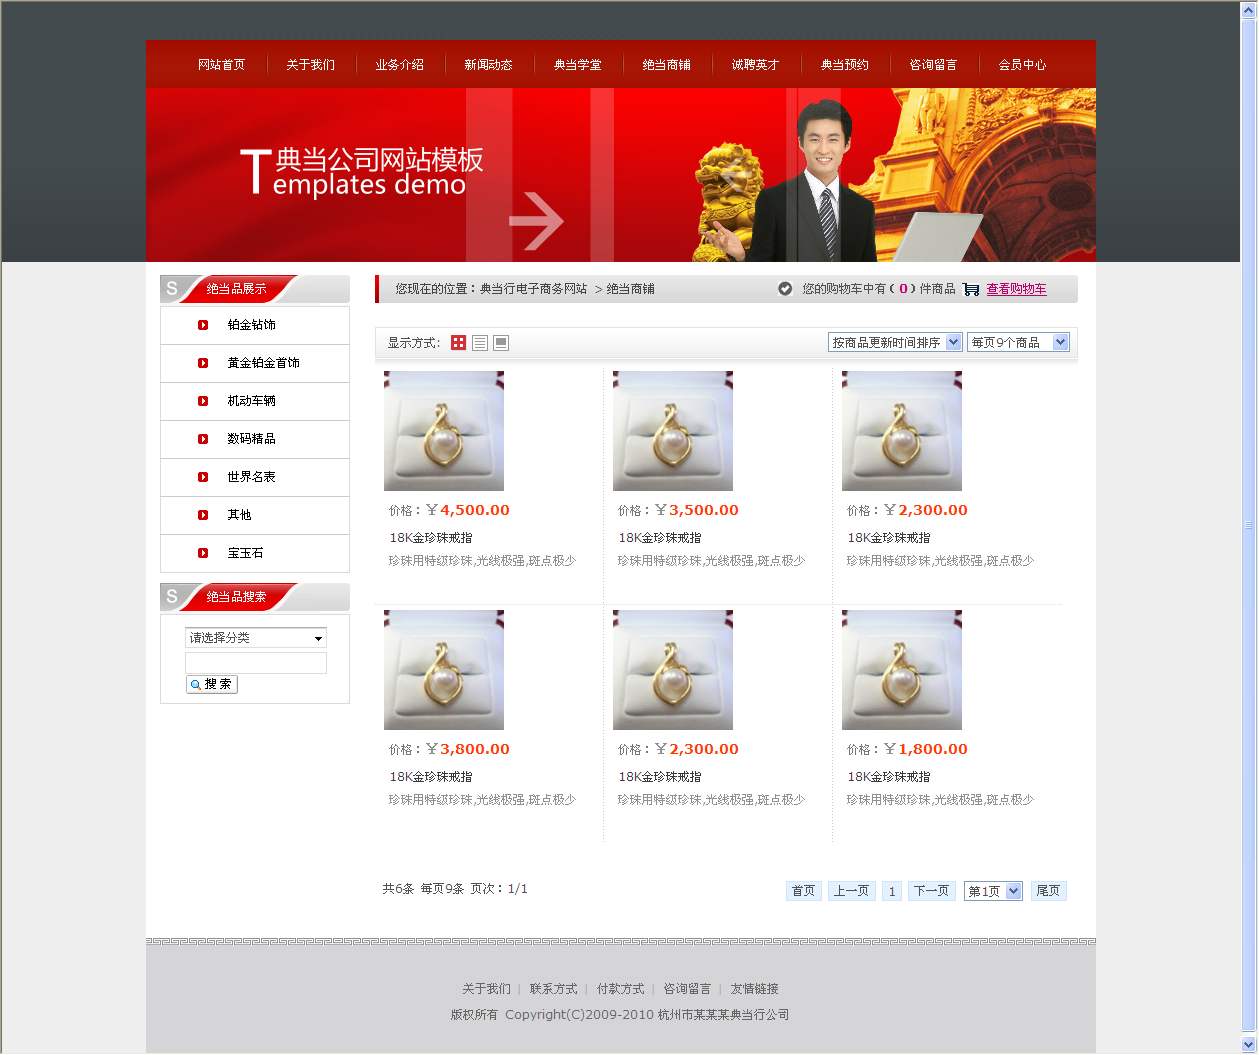 网站首页 关于我们 业务介绍 新闻动态 典当学堂 绝当商铺 诚聘英才 典当预约 咨询留言 会员中心
T典当公司网站模板
emplates demo
S 绝当品展示
铂金钻饰
黄金铂金首饰
机动车辆
数码精品
世界名表
其他
宝玉石
S 绝当品搜索
请选择分类
搜 索
您现在的位置：典当行电子商务网站 > 绝当商铺
您的购物车中有（0）件商品 查看购物车
显示方式：
按商品更新时间排序 每页9个商品
价格：￥4,500.00
18K金珍珠戒指
珍珠用特级珍珠,光线极强,斑点极少
价格：￥3,500.00
18K金珍珠戒指
珍珠用特级珍珠,光线极强,斑点极少
价格：￥2,300.00
18K金珍珠戒指
珍珠用特级珍珠,光线极强,斑点极少
价格：￥3,800.00
18K金珍珠戒指
珍珠用特级珍珠,光线极强,斑点极少
价格：￥2,300.00
18K金珍珠戒指
珍珠用特级珍珠,光线极强,斑点极少
价格：￥1,800.00
18K金珍珠戒指
珍珠用特级珍珠,光线极强,斑点极少
共6条 每页9条 页次：1/1
首页 上一页 1 下一页 第1页 尾页
关于我们 | 联系方式 | 付款方式 | 咨询留言 | 友情链接
版权所有 Copyright(C)2009-2010 杭州市某某某典当行公司